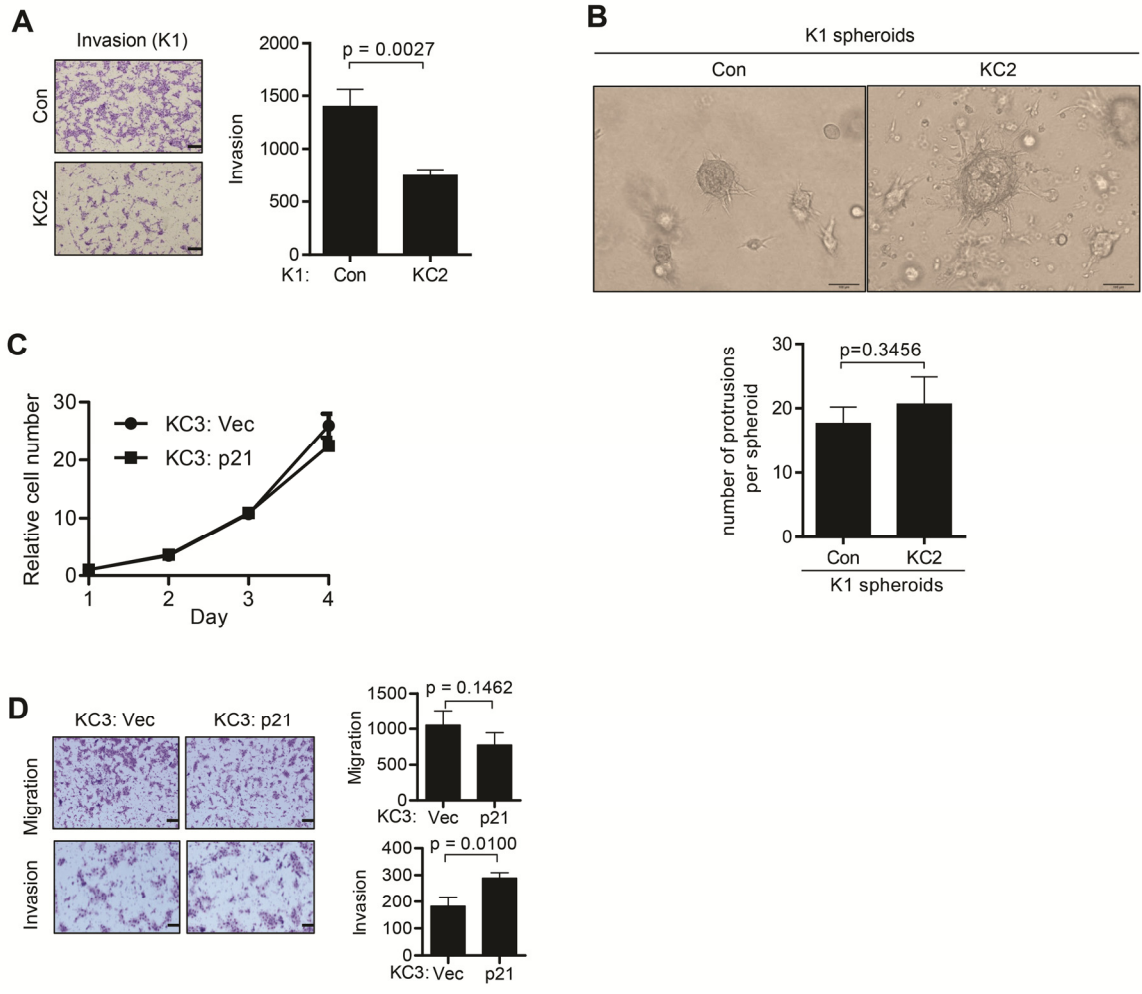 A
Invasion (K1)
Con
KC2
Invasion
2000
1500
1000
500
0
p = 0.0027
K1: Con KC2
B
K1 spheroids
Con KC2
number of protrusions
per spheroid
30
20
10
0
p=0.3456
Con KC2
K1 spheroids
C
Relative cell number
30
20
10
0
KC3: Vec
KC3: p21
1 2 3 4
Day
D
KC3: Vec KC3: p21
Migration
Invasion
Migration
1500
1000
500
0
p = 0.1462
KC3: Vec p21
Invasion
400
300
200
100
0
p = 0.0100
KC3: Vec p21